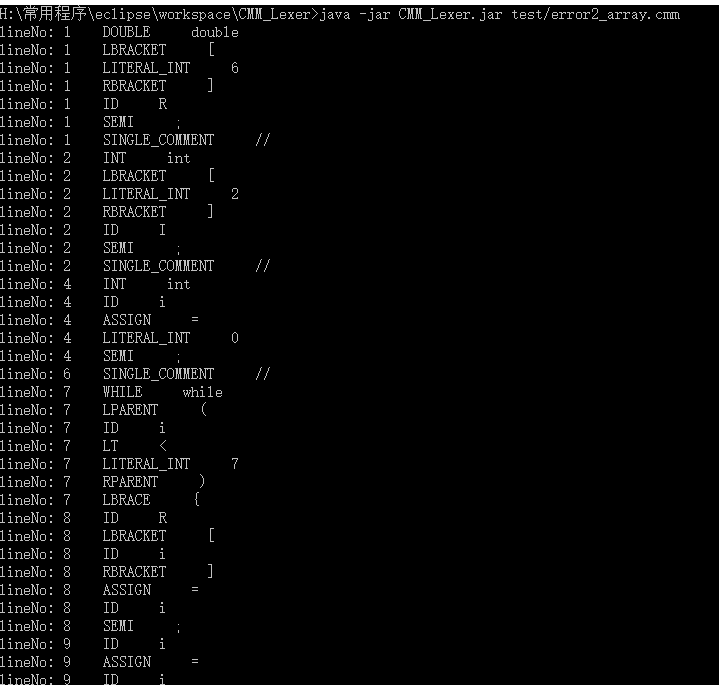 H:\常用程序\eclipse\workspace\CMM_Lexer>java -jar CMM_Lexer.jar test/error2_array.cmm
lineNo: 1    DOUBLE    double
lineNo: 1    LBRACKET    [
lineNo: 1    LITERAL_INT    6
lineNo: 1    RBRACKET    ]
lineNo: 1    ID    R
lineNo: 1    SEMI    ;
lineNo: 1    SINGLE_COMMENT    //
lineNo: 2    INT    int
lineNo: 2    LBRACKET    [
lineNo: 2    LITERAL_INT    2
lineNo: 2    RBRACKET    ]
lineNo: 2    ID    I
lineNo: 2    SEMI    ;
lineNo: 2    SINGLE_COMMENT    //
lineNo: 4    INT    int
lineNo: 4    ID    i
lineNo: 4    ASSIGN    =
lineNo: 4    LITERAL_INT    0
lineNo: 4    SEMI    ;
lineNo: 6    SINGLE_COMMENT    //
lineNo: 7    WHILE    while
lineNo: 7    LPARENT    (
lineNo: 7    ID    i
lineNo: 7    LT    <
lineNo: 7    LITERAL_INT    7
lineNo: 7    RPARENT    )
lineNo: 7    LBRACE    {
lineNo: 8    ID    R
lineNo: 8    LBRACKET    [
lineNo: 8    ID    i
lineNo: 8    RBRACKET    ]
lineNo: 8    ASSIGN    =
lineNo: 8    ID    i
lineNo: 8    SEMI    ;
lineNo: 9    ID    i
lineNo: 9    ASSIGN    =
lineNo: 9    ID    i